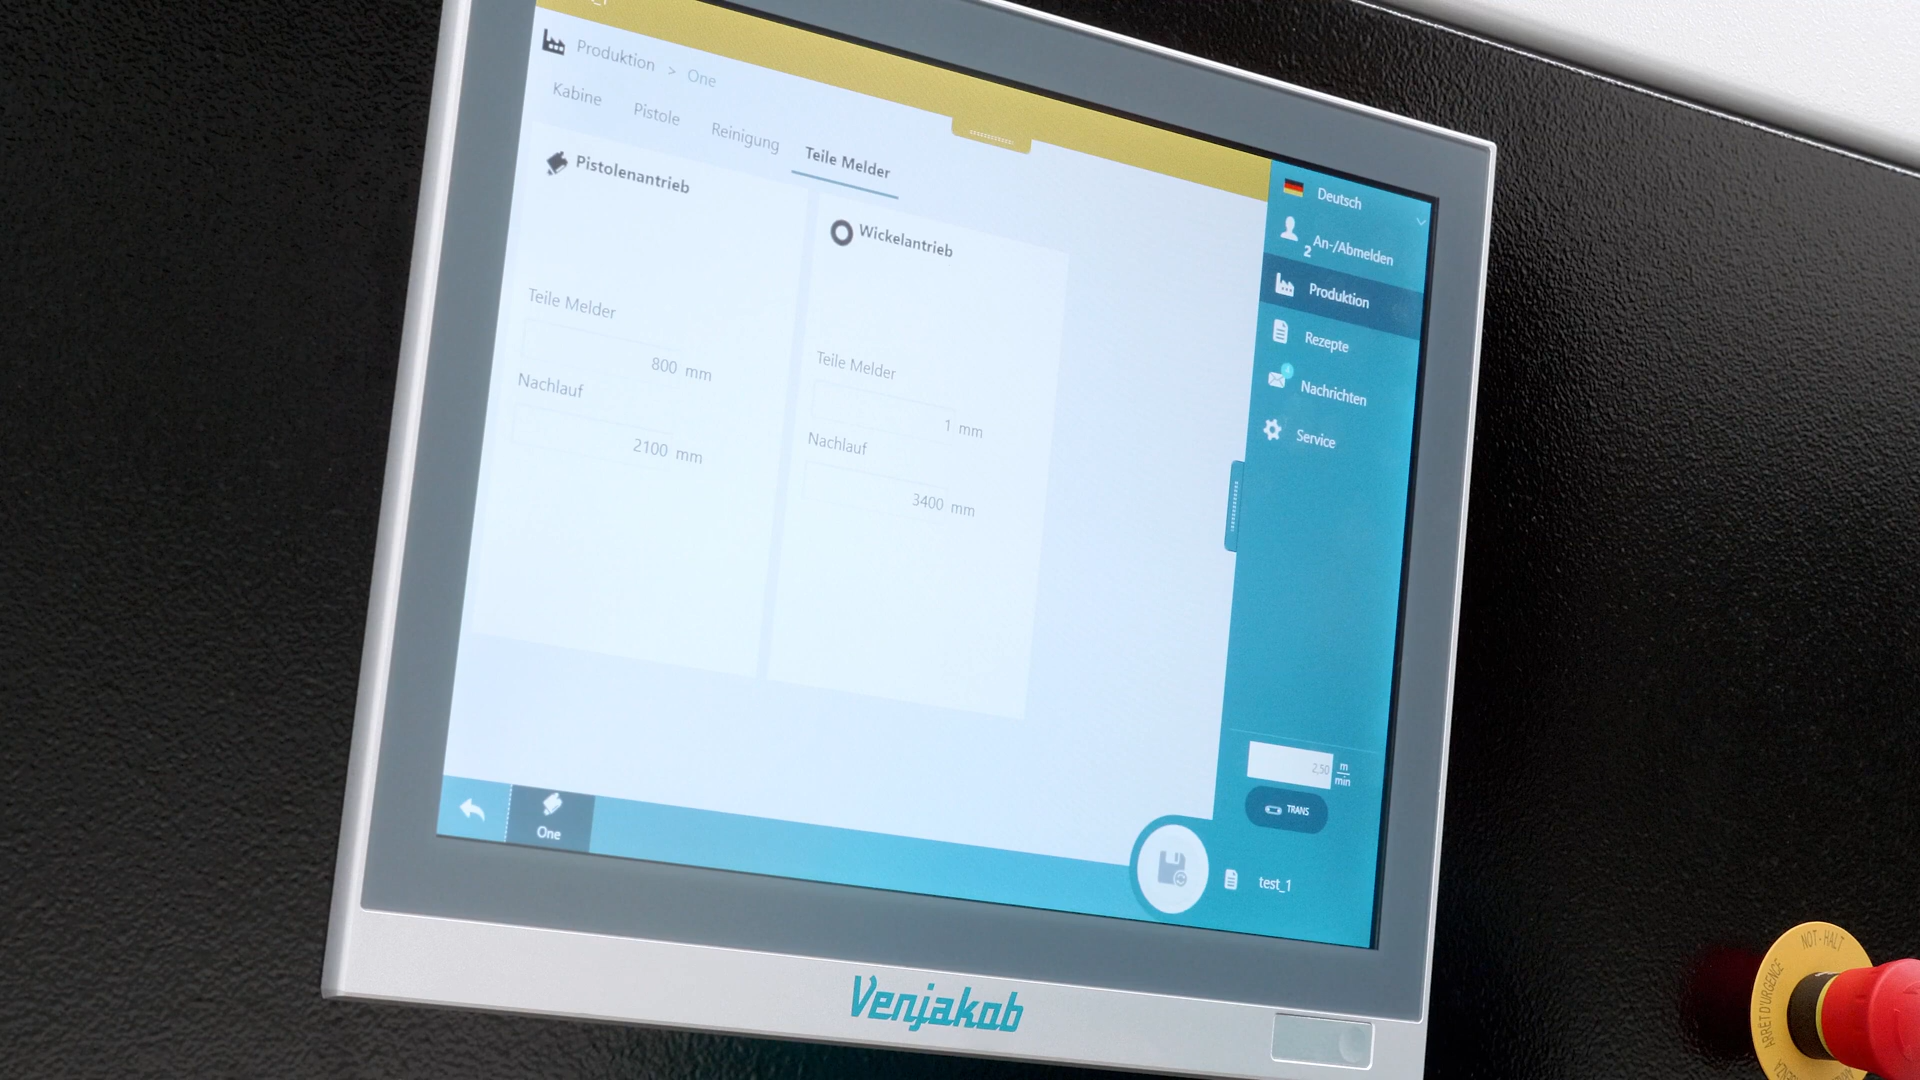 Produktion > One
Kabine Pistole Reinigung Teile Melder
Pistolenantrieb
Teile Melder
800 mm
Nachlauf
2100 mm
Wickelantrieb
Teile Melder
1 mm
Nachlauf
3400 mm
Deutsch
2 An-/Abmelden
Produktion
Rezepte
Nachrichten
Service
2,50 m/min
TRANS
One
test_1
Venjakob
NOT-HALT
ARRET D'URGENCE